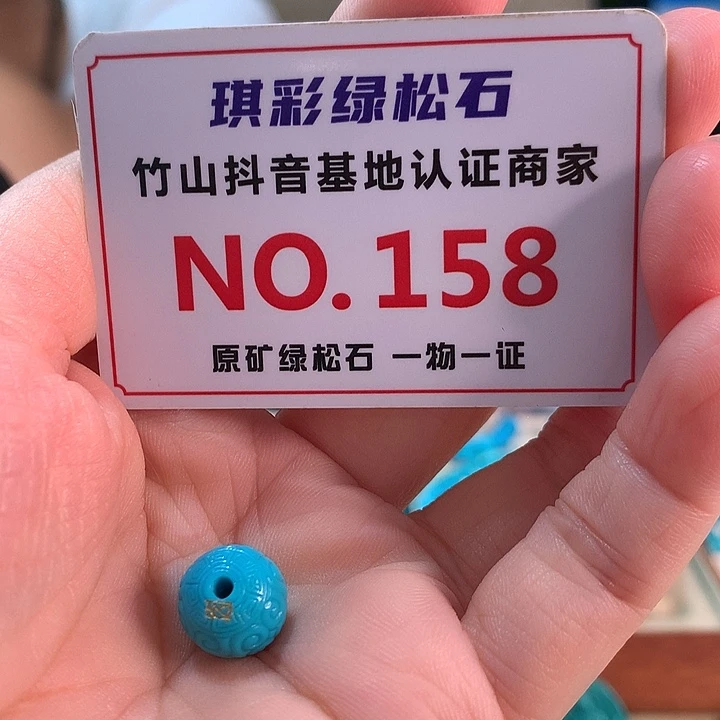 琪彩绿松石
竹山抖音基地认证商家
NO.158
原矿绿松石 一物一证